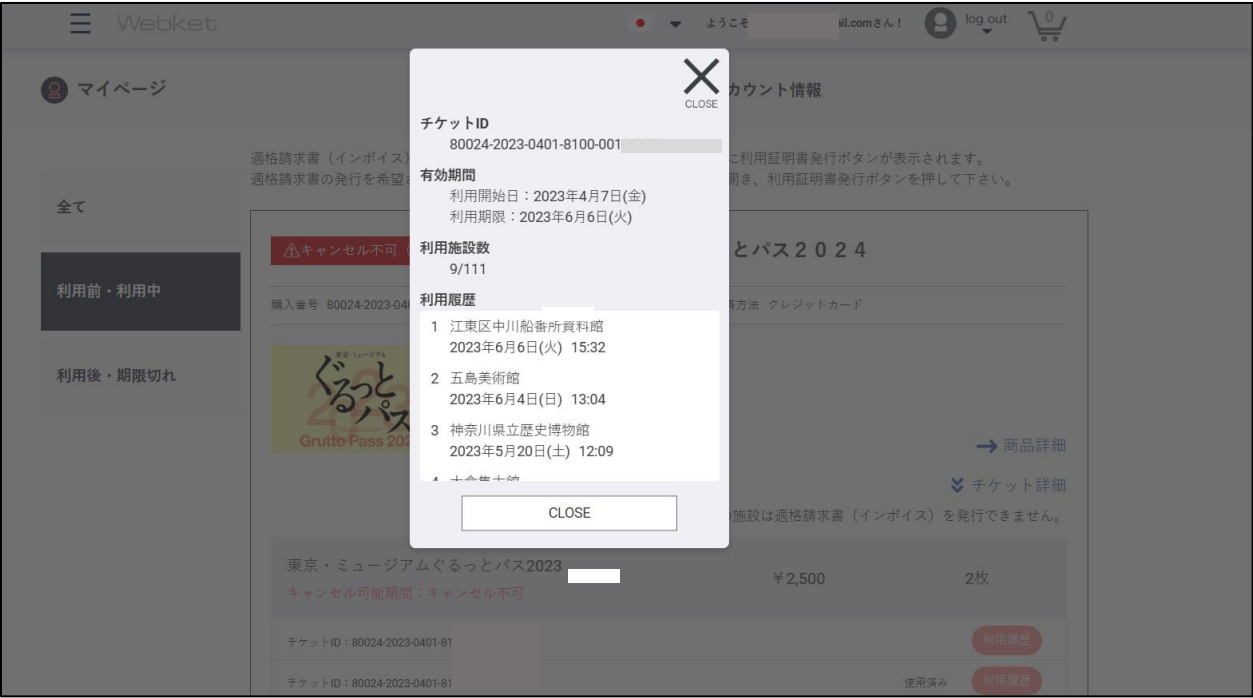 Webket
ようこそ
ail.comさん！
log out
0
マイページ
カウント情報
CLOSE
チケットID
80024-2023-0401-8100-001
適格請求書（インボイス）
に利用証明書発行ボタンが表示されます。
適格請求書の発行を希望
開き、利用証明書発行ボタンを押して下さい。
有効期間
利用開始日：2023年4月7日(金)
利用期限：2023年6月6日(火)
全て
利用前・利用中
利用後・期限切れ
キャンセル不可
とパス２０２４
利用施設数
9/111
購入番号 80024-2023-04
方法 クレジットカード
利用履歴
1 江東区中川船番所資料館
2023年6月6日(火) 15:32
2 五島美術館
2023年6月4日(日) 13:04
3 神奈川県立歴史博物館
2023年5月20日(土) 12:09
東京・ミュージアム
ぐるっと
パス
2023
Grutto Pass 202
商品詳細
チケット詳細
CLOSE
の施設は適格請求書（インボイス）を発行できません。
東京・ミュージアムぐるっとパス2023
￥2,500
2枚
キャンセル可能期間：キャンセル不可
チケットID：80024-2023-0401-81
利用履歴
チケットID：80024-2023-0401-81
使用済み
利用履歴